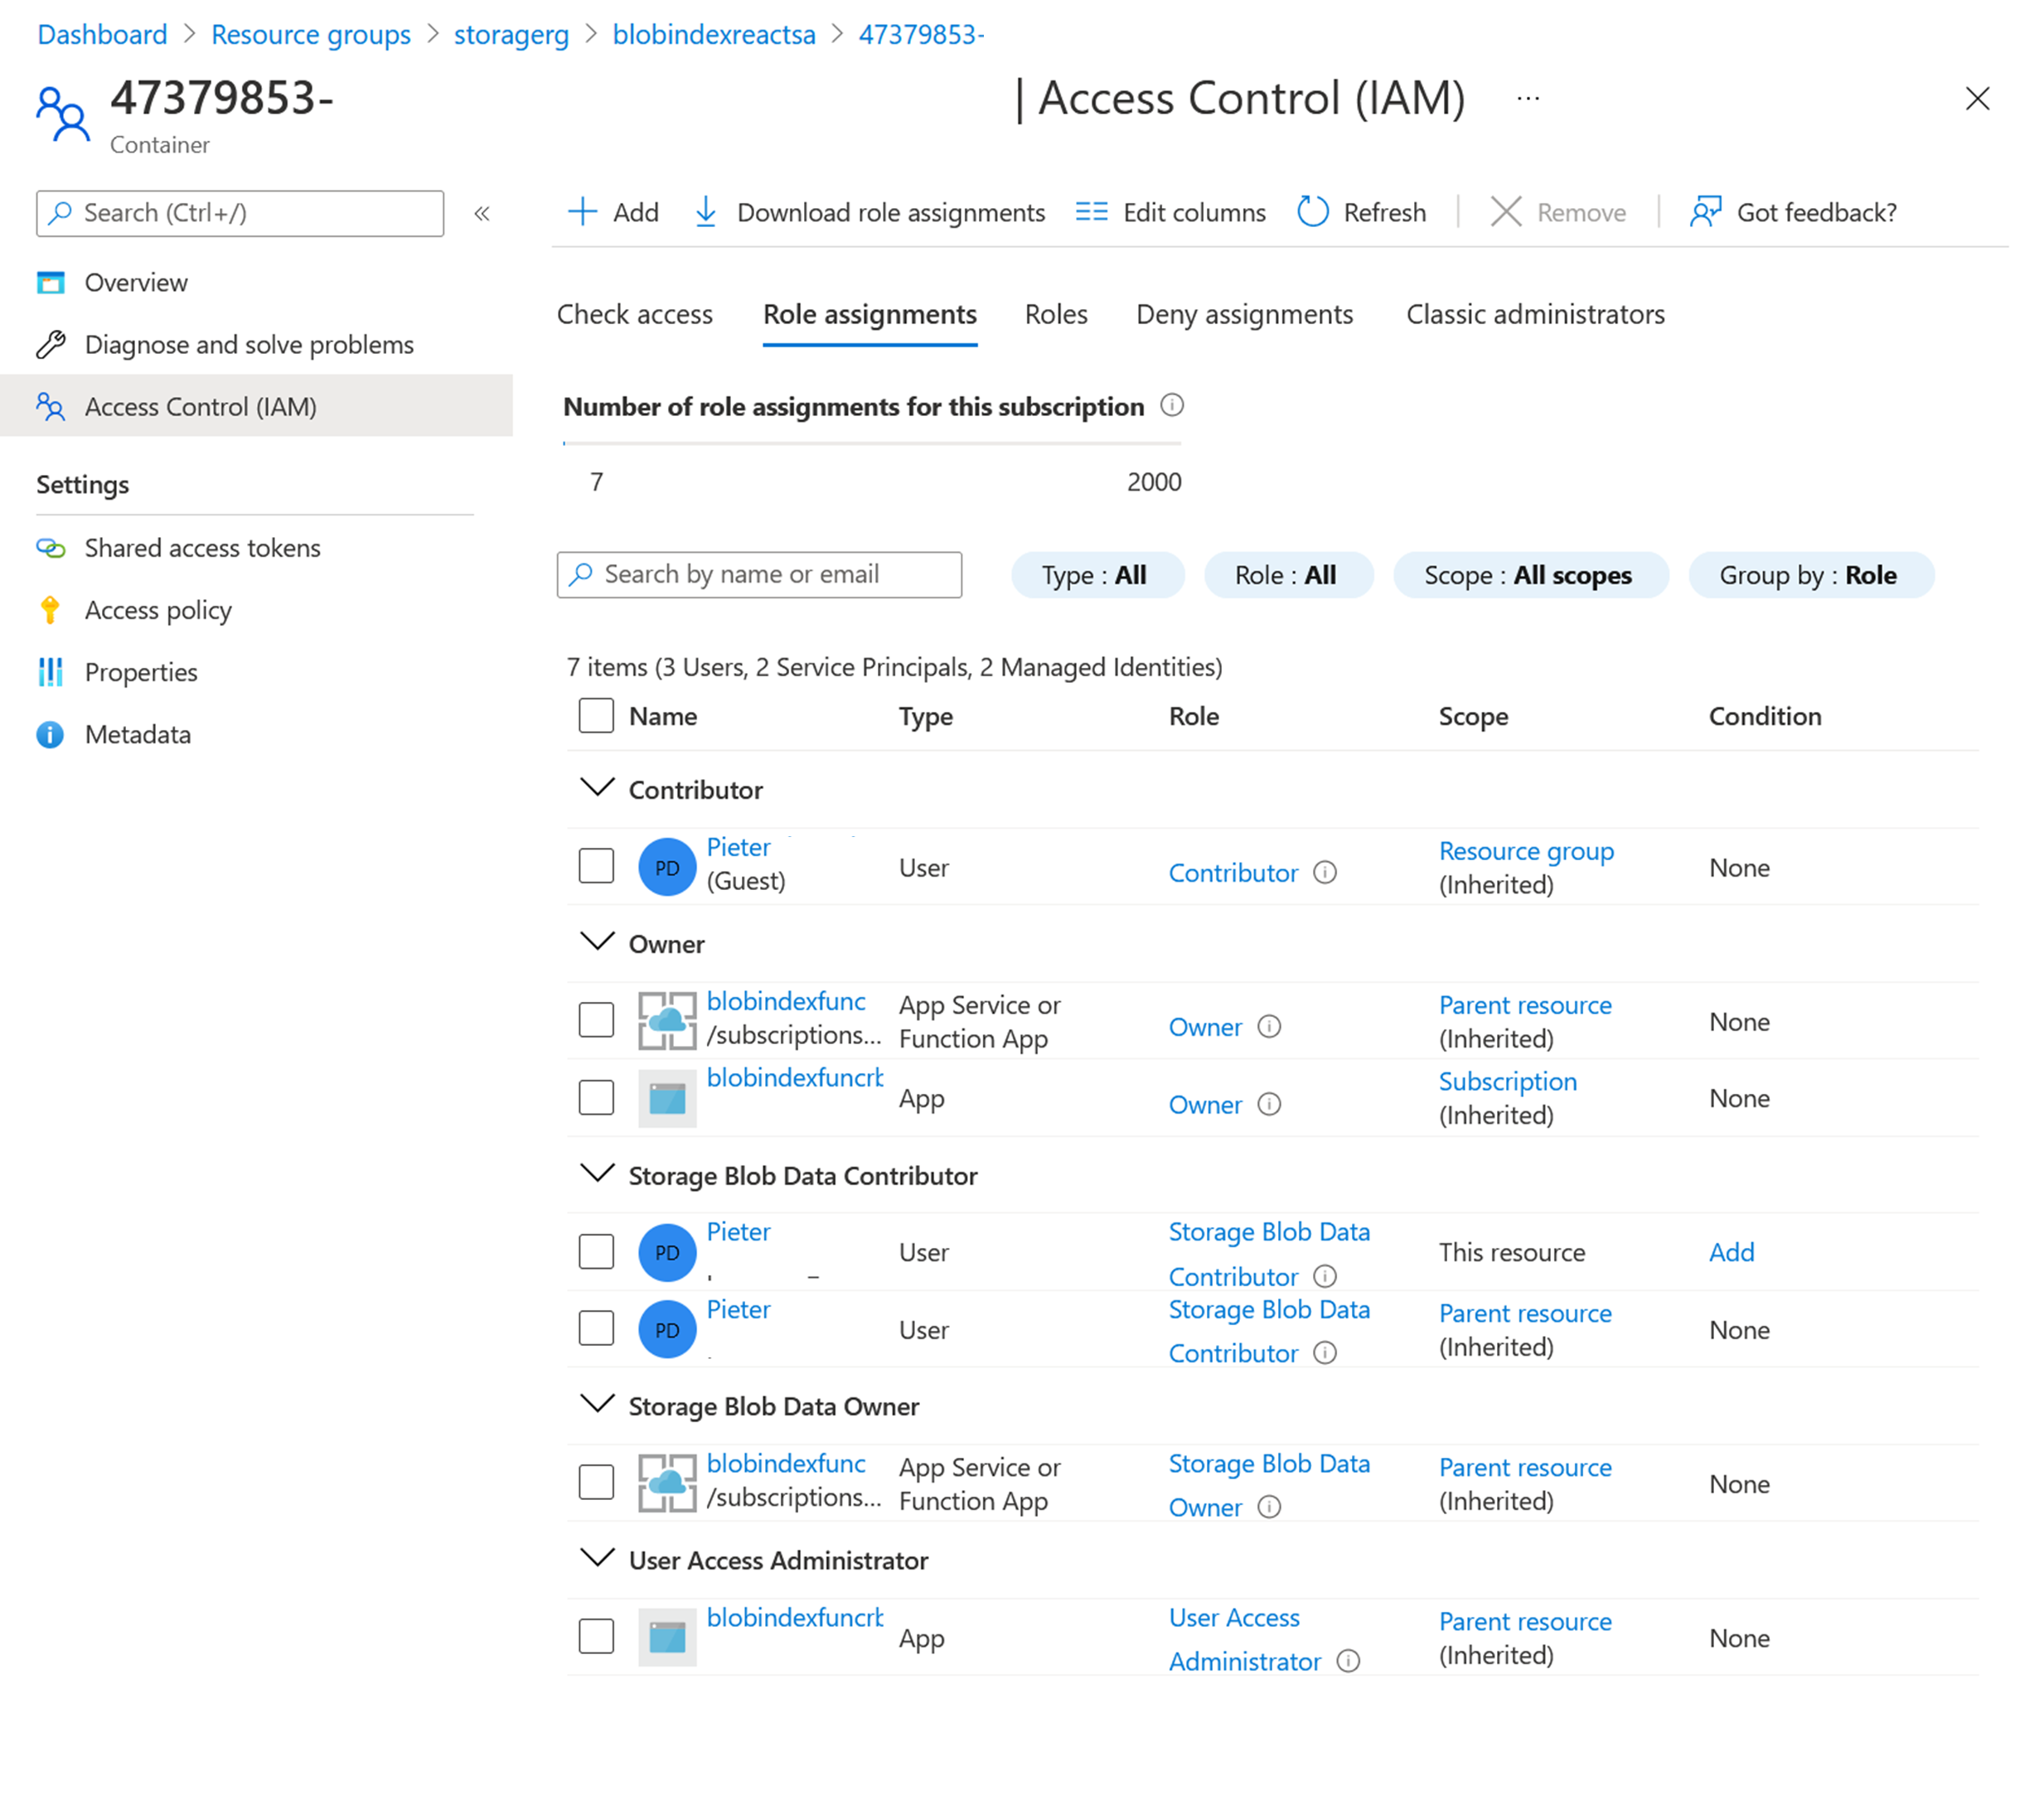 Dashboard > Resource groups > storagerg > blobindexreactsa > 47379853-
47379853- | Access Control (IAM) ...
Container
Search (Ctrl+/)
«
Overview
Diagnose and solve problems
Access Control (IAM)
Settings
Shared access tokens
Access policy
Properties
Metadata
Add Download role assignments Edit columns Refresh Remove Got feedback?
Check access Role assignments Roles Deny assignments Classic administrators
Number of role assignments for this subscription
7 2000
Search by name or email Type : All Role : All Scope : All scopes Group by : Role
7 items (3 Users, 2 Service Principals, 2 Managed Identities)
Name Type Role Scope Condition
Contributor
PD Pieter (Guest) User Contributor Resource group (Inherited) None
Owner
blobindexfunc /subscriptions... App Service or Function App Owner Parent resource (Inherited) None
blobindexfuncrb App Owner Subscription (Inherited) None
Storage Blob Data Contributor
PD Pieter User Storage Blob Data Contributor This resource Add
PD Pieter User Storage Blob Data Contributor Parent resource (Inherited) None
Storage Blob Data Owner
blobindexfunc /subscriptions... App Service or Function App Storage Blob Data Owner Parent resource (Inherited) None
User Access Administrator
blobindexfuncrb App User Access Administrator Parent resource (Inherited) None